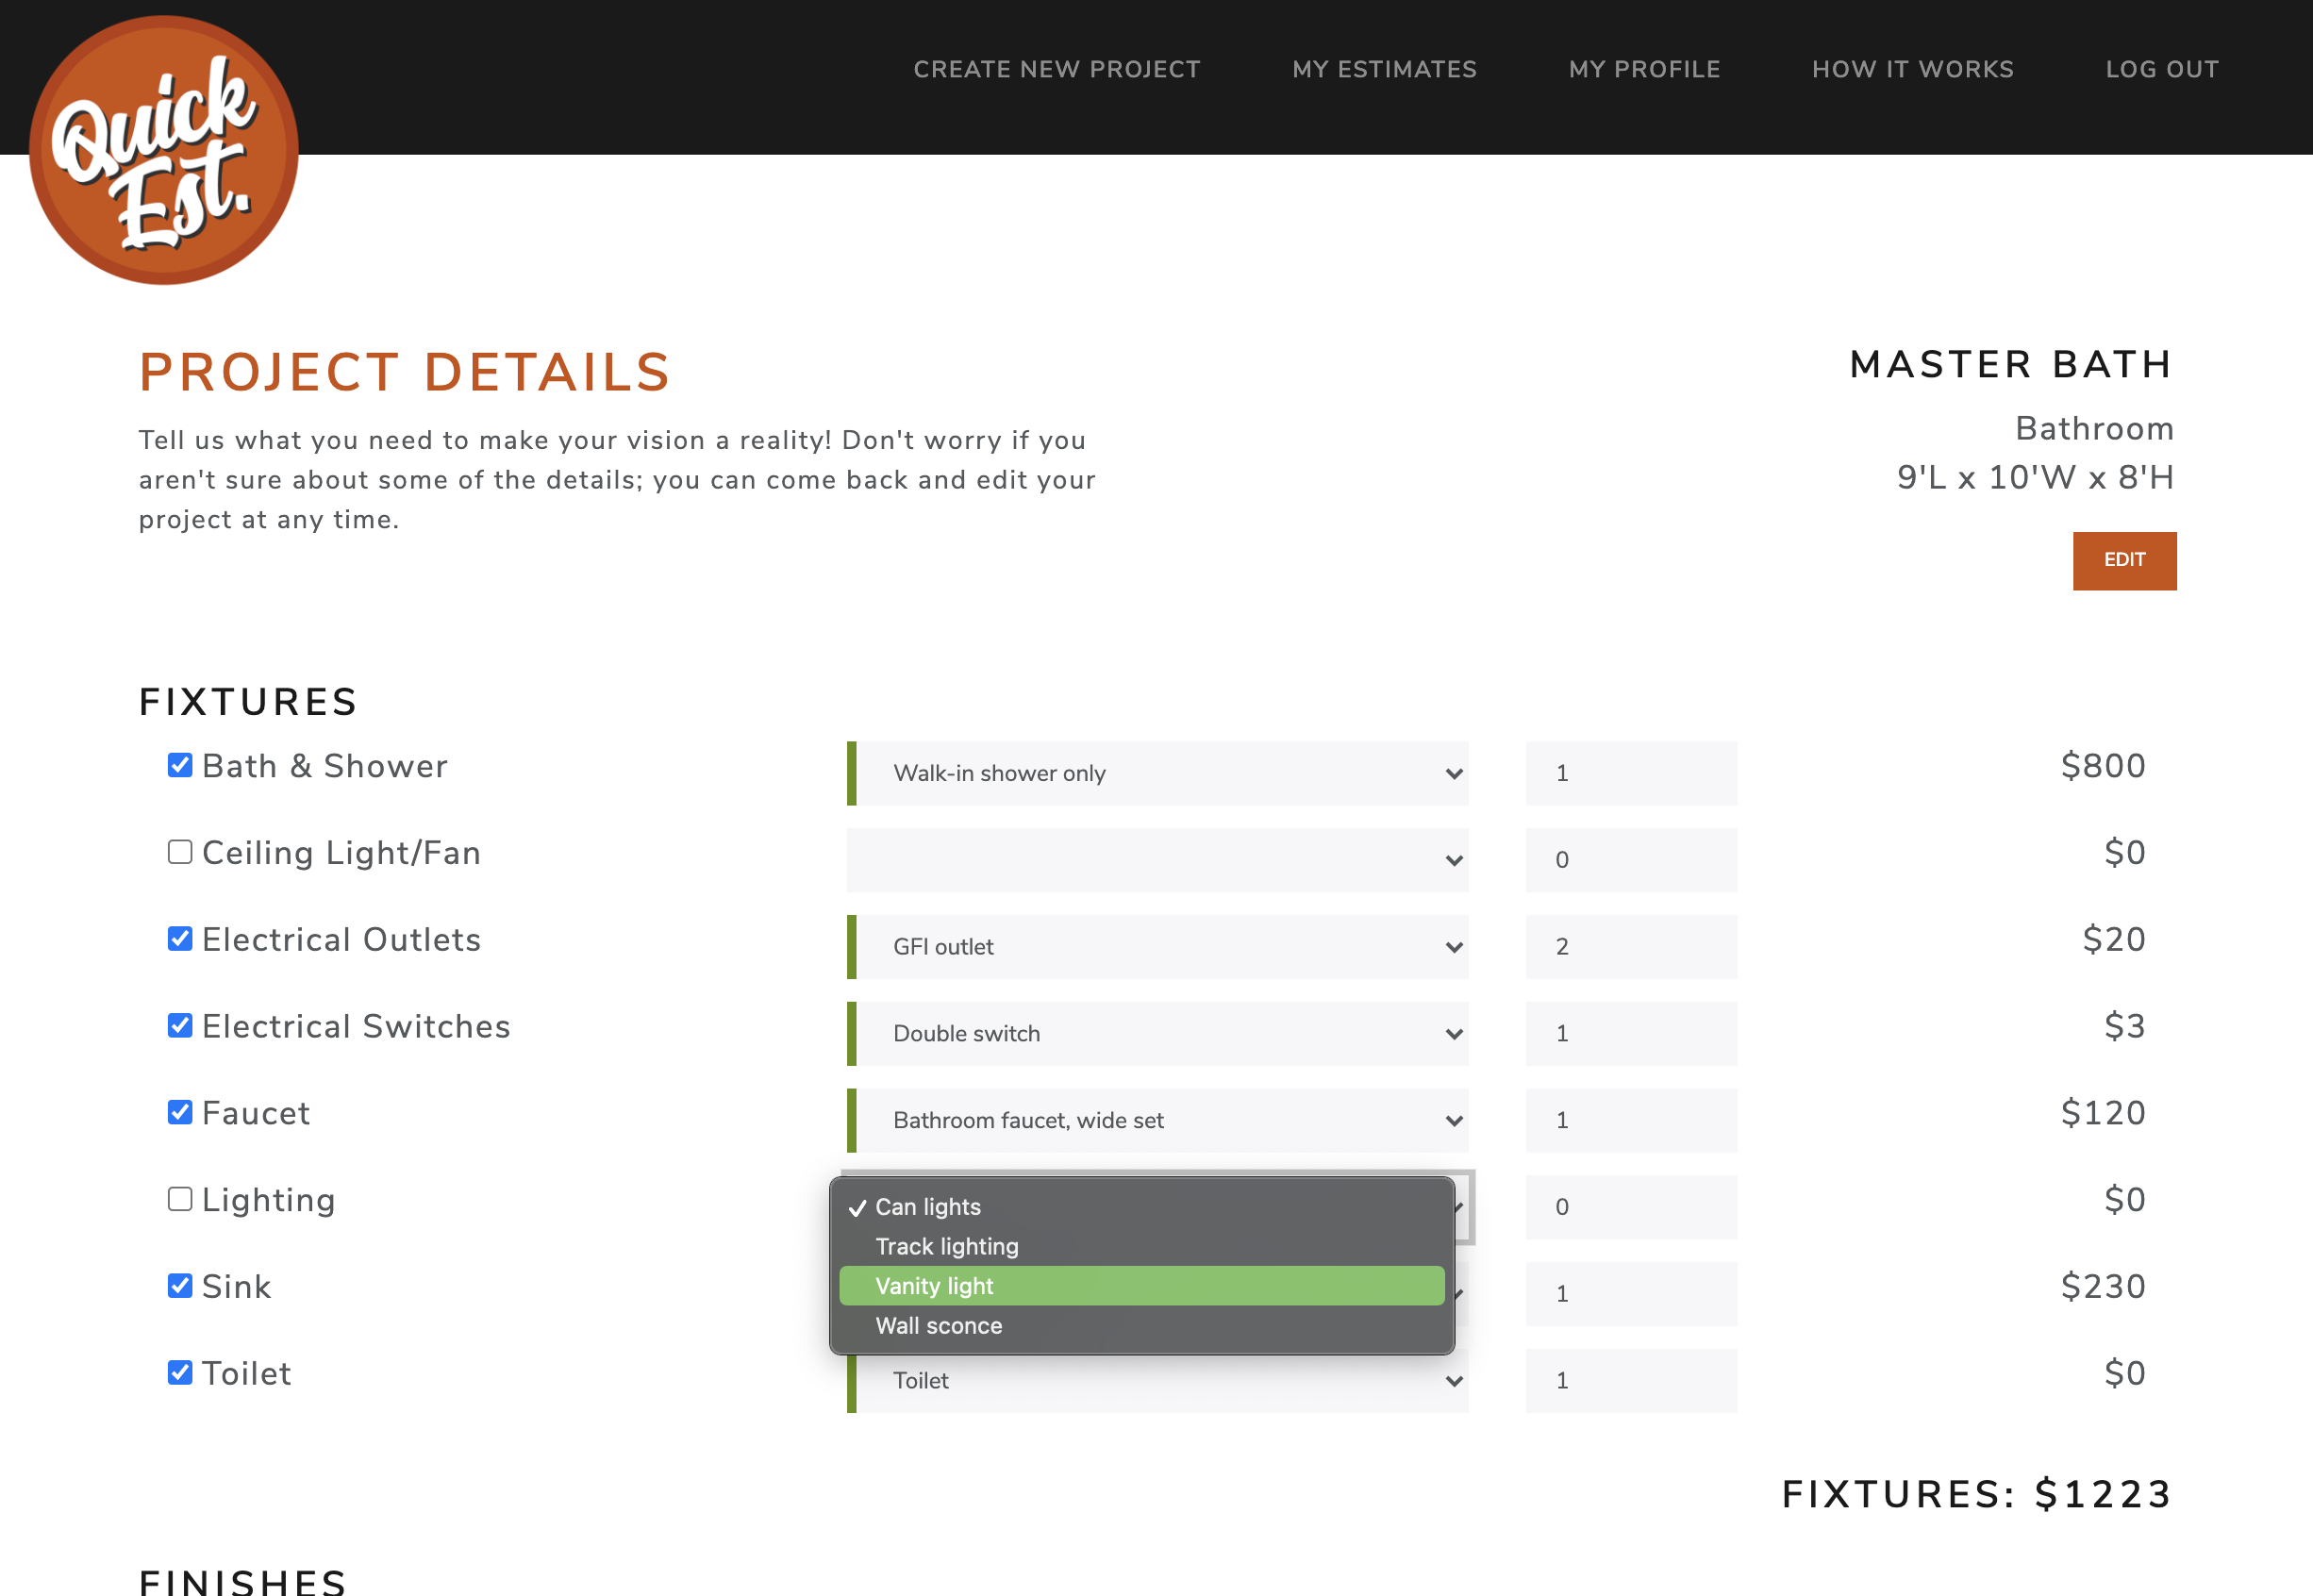 Quick
Est.
CREATE NEW PROJECT
MY ESTIMATES
MY PROFILE
HOW IT WORKS
LOG OUT
PROJECT DETAILS
Tell us what you need to make your vision a reality! Don't worry if you
aren't sure about some of the details; you can come back and edit your
project at any time.
MASTER BATH
Bathroom
9'L x 10'W x 8'H
EDIT
FIXTURES
Bath & Shower
Walk-in shower only
1
$800
Ceiling Light/Fan
0
$0
Electrical Outlets
GFI outlet
2
$20
Electrical Switches
Double switch
1
$3
Faucet
Bathroom faucet, wide set
1
$120
Lighting
Can lights
Track lighting
Vanity light
Wall sconce
0
$0
Sink
1
$230
Toilet
Toilet
1
$0
FIXTURES: $1223
FINISHES